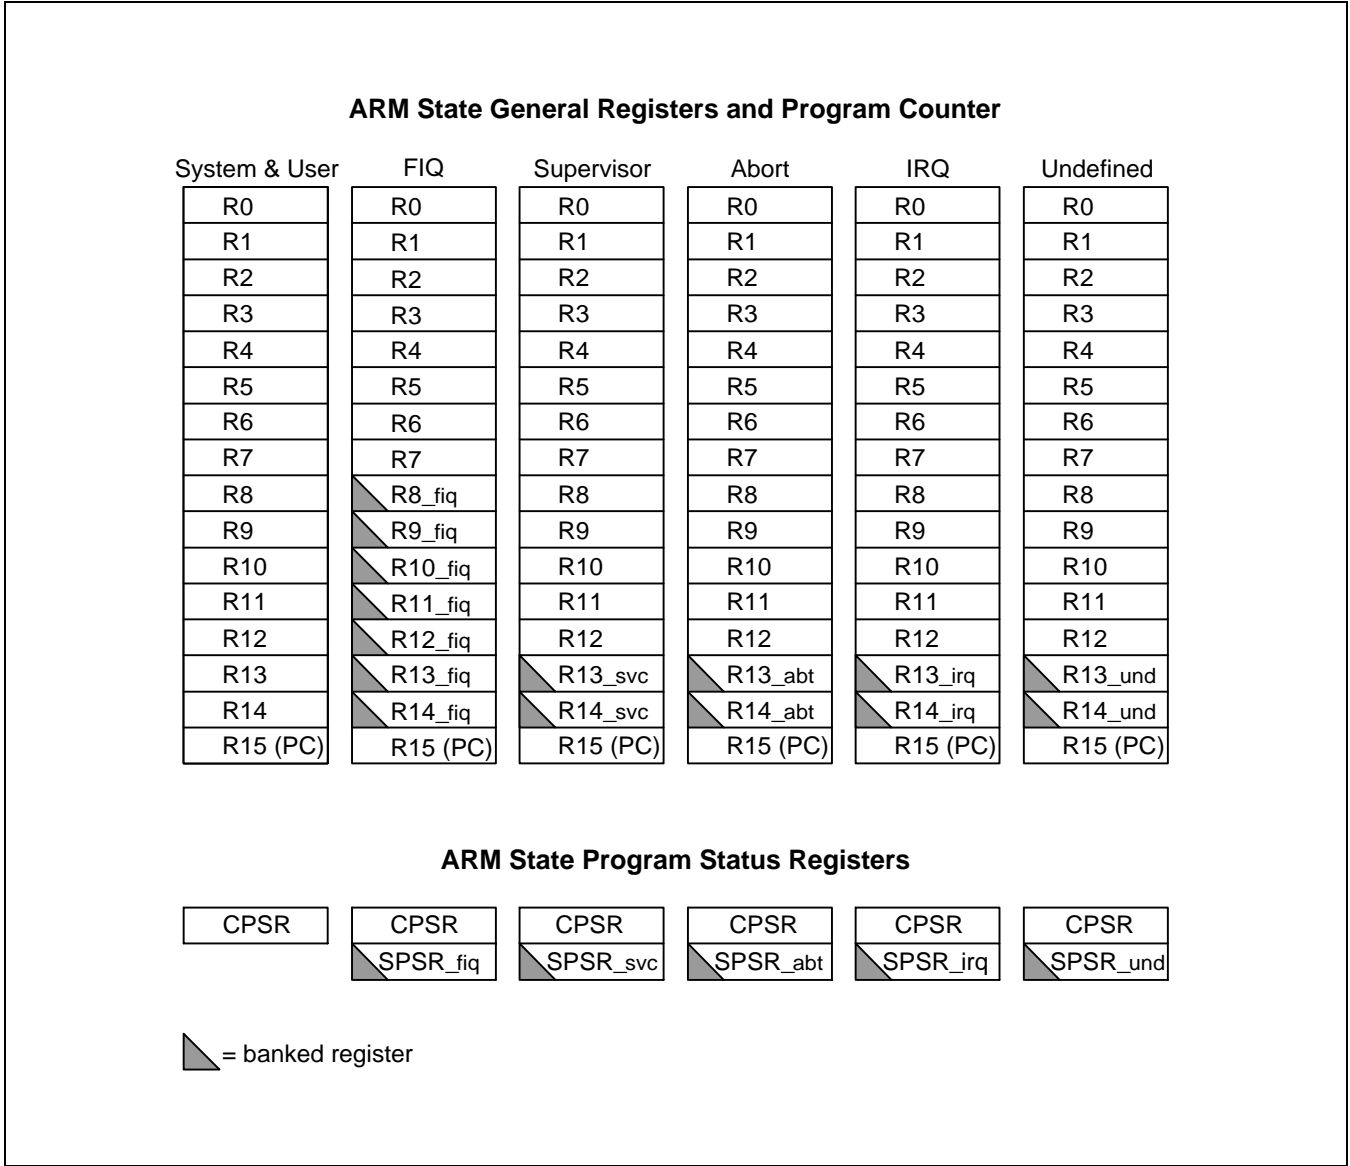 ARM State General Registers and Program Counter
System & User FIQ Supervisor Abort IRQ Undefined
R0 R0 R0 R0 R0 R0
R1 R1 R1 R1 R1 R1
R2 R2 R2 R2 R2 R2
R3 R3 R3 R3 R3 R3
R4 R4 R4 R4 R4 R4
R5 R5 R5 R5 R5 R5
R6 R6 R6 R6 R6 R6
R7 R7 R7 R7 R7 R7
R8 R8_fiq R8 R8 R8 R8
R9 R9_fiq R9 R9 R9 R9
R10 R10_fiq R10 R10 R10 R10
R11 R11_fiq R11 R11 R11 R11
R12 R12_fiq R12 R12 R12 R12
R13 R13_fiq R13_svc R13_abt R13_irq R13_und
R14 R14_fiq R14_svc R14_abt R14_irq R14_und
R15 (PC) R15 (PC) R15 (PC) R15 (PC) R15 (PC) R15 (PC)
ARM State Program Status Registers
CPSR CPSR CPSR CPSR CPSR CPSR
SPSR_fiq SPSR_svc SPSR_abt SPSR_irq SPSR_und
= banked register